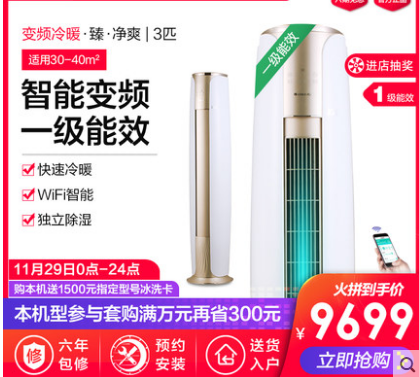 变频冷暖·臻·净爽 | 3匹
适用30-40m²
智能变频
一级能效
快速冷暖
WiFi智能
独立除湿
一级能效
进店抽奖
1级能效
11月29日0点-24点
购本机送1500元指定型号冰洗卡
本机型参与套购满万元再省300元
火拼到手价
¥9699
立即抢购
修
六年
包修
预约
安装
送货
入户